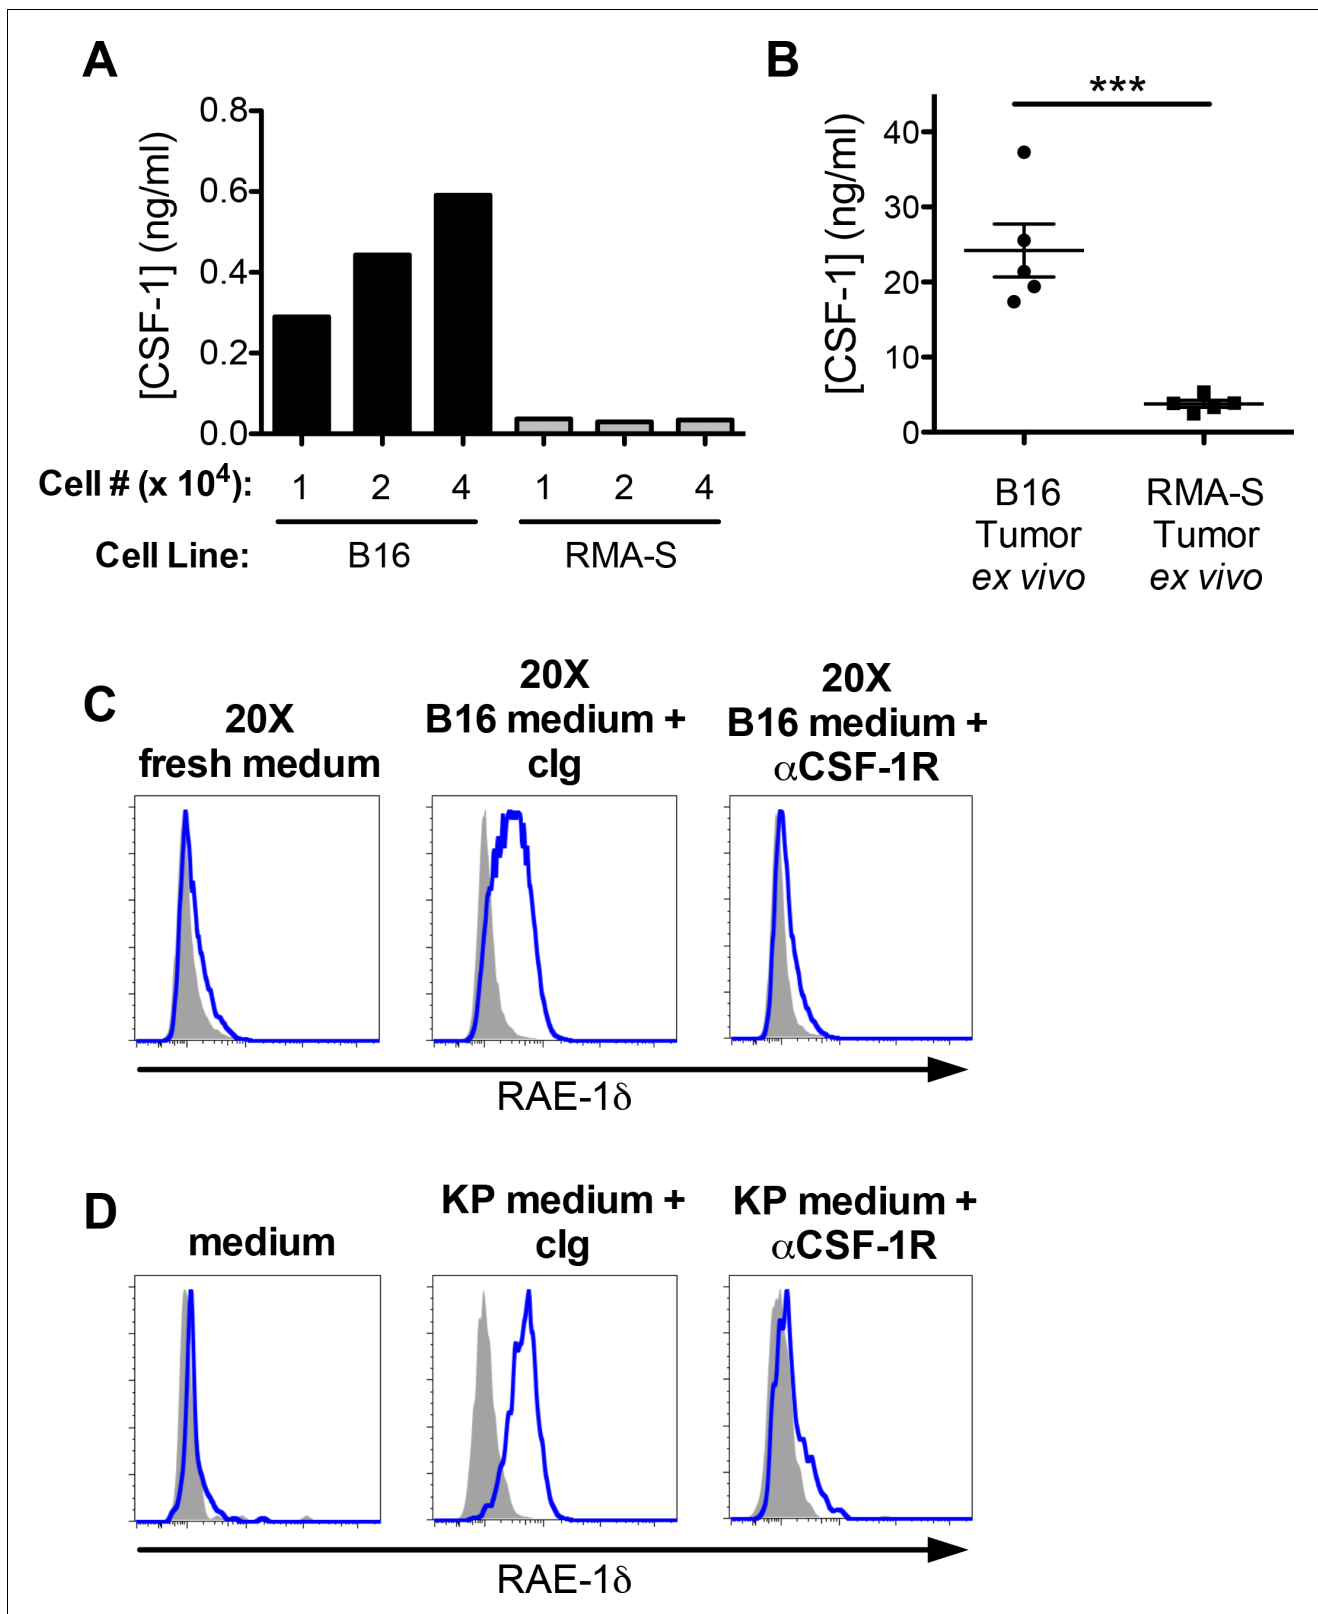 A
[CSF-1] (ng/ml)
0.8
0.6
0.4
0.2
0.0
Cell # (x 10⁴): 1 2 4 1 2 4
Cell Line: B16 RMA-S
B
[CSF-1] (ng/ml)
***
40
30
20
10
0
B16 Tumor ex vivo
RMA-S Tumor ex vivo
C
20X
fresh medum
20X
B16 medium +
cIg
20X
B16 medium +
αCSF-1R
RAE-1δ
D
medium
KP medium +
cIg
KP medium +
αCSF-1R
RAE-1δ